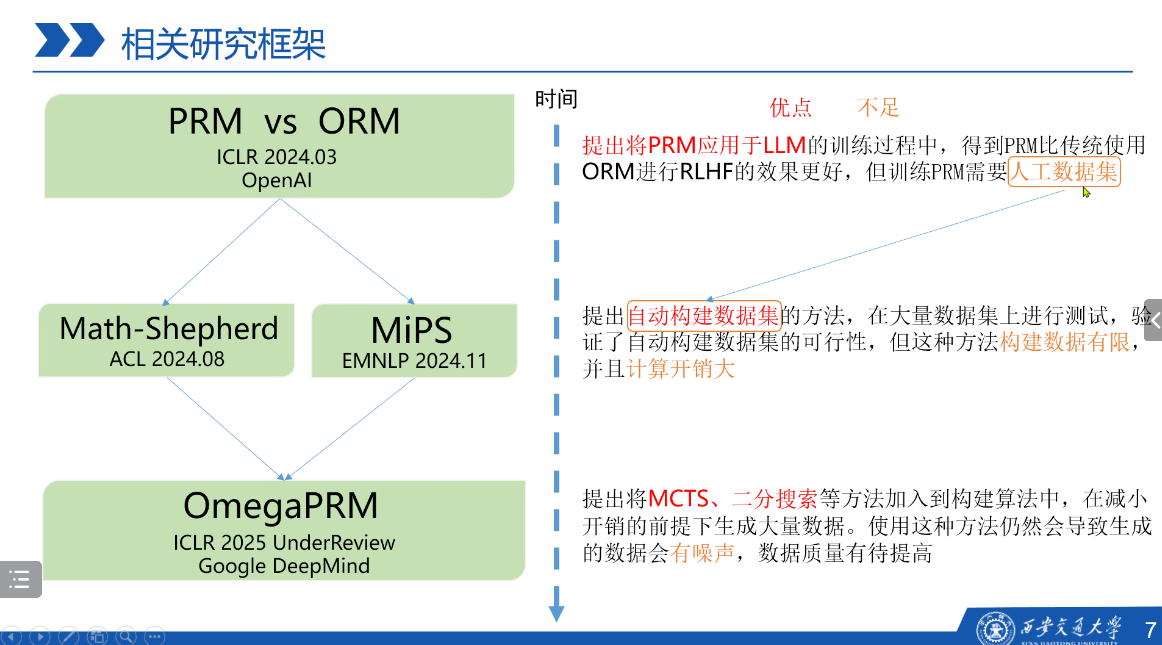 相关研究框架
PRM vs ORM
ICLR 2024.03
OpenAI
时间
优点 不足
提出将PRM应用于LLM的训练过程中，得到PRM比传统使用
ORM进行RLHF的效果更好，但训练PRM需要人工数据集
Math-Shepherd
ACL 2024.08
MiPS
EMNLP 2024.11
提出自动构建数据集的方法，在大量数据集上进行测试，验
证了自动构建数据集的可行性，但这种方法构建数据有限，
并且计算开销大
OmegaPRM
ICLR 2025 UnderReview
Google DeepMind
提出将MCTS、二分搜索等方法加入到构建算法中，在减小
开销的前提下生成大量数据。使用这种方法仍然会导致生成
的数据会有噪声，数据质量有待提高
西安交通大学
XI'AN JIAOTONG UNIVERSITY
7